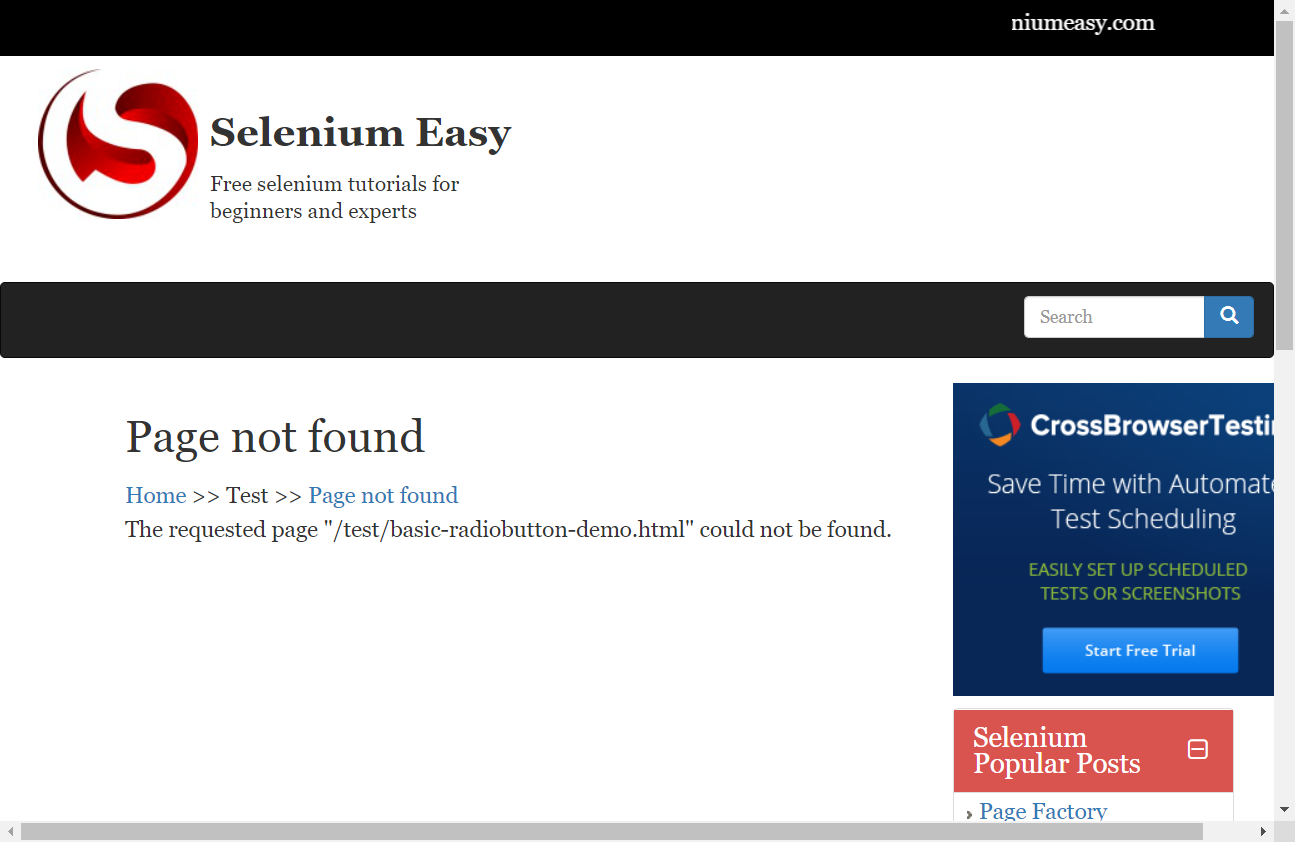 niumeasy.com
Selenium Easy
Free selenium tutorials for
beginners and experts
Search
Page not found
Home >> Test >> Page not found
The requested page "/test/basic-radiobutton-demo.html" could not be found.
CrossBrowserTestin
Save Time with Automate
Test Scheduling
EASILY SET UP SCHEDULED
TESTS OR SCREENSHOTS
Start Free Trial
Selenium
Popular Posts
Page Factory